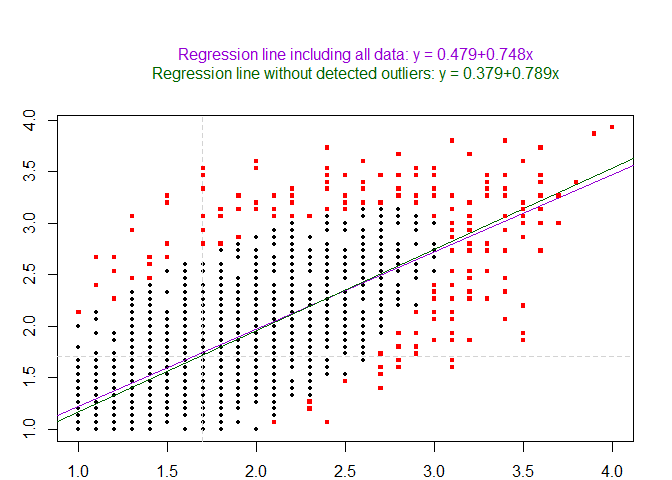 Regression line including all data: y = 0.479+0.748x
Regression line without detected outliers: y = 0.379+0.789x
4.0
3.5
3.0
2.5
2.0
1.5
1.0
1.0 1.5 2.0 2.5 3.0 3.5 4.0